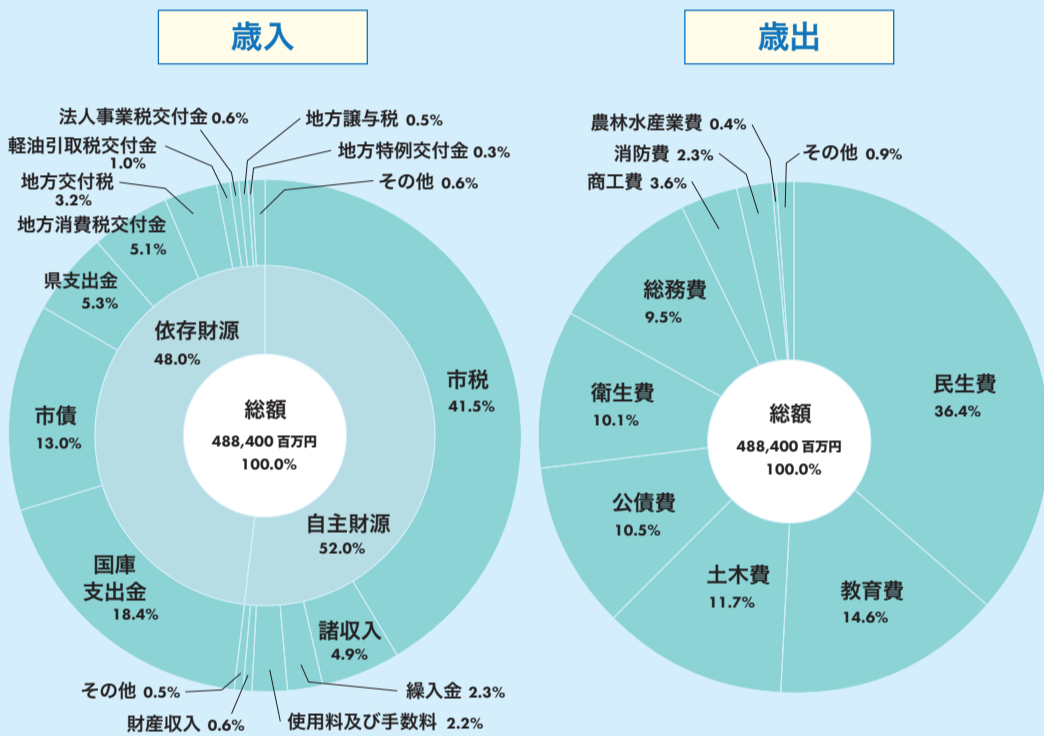 歳入
法人事業税交付金 0.6%
軽油引取税交付金
1.0%
地方交付税
3.2%
地方消費税交付金
5.1%
県支出金
5.3%
地方譲与税 0.5%
地方特例交付金 0.3%
その他 0.6%
依存財源
48.0%
市債
13.0%
総額
488,400 百万円
100.0%
市税
41.5%
自主財源
52.0%
国庫
支出金
18.4%
諸収入
4.9%
その他 0.5%
財産収入 0.6%
使用料及び手数料 2.2%
繰入金 2.3%
歳出
農林水産業費 0.4%
消防費 2.3%
商工費 3.6%
その他 0.9%
総務費
9.5%
衛生費
10.1%
総額
488,400 百万円
100.0%
民生費
36.4%
公債費
10.5%
土木費
11.7%
教育費
14.6%